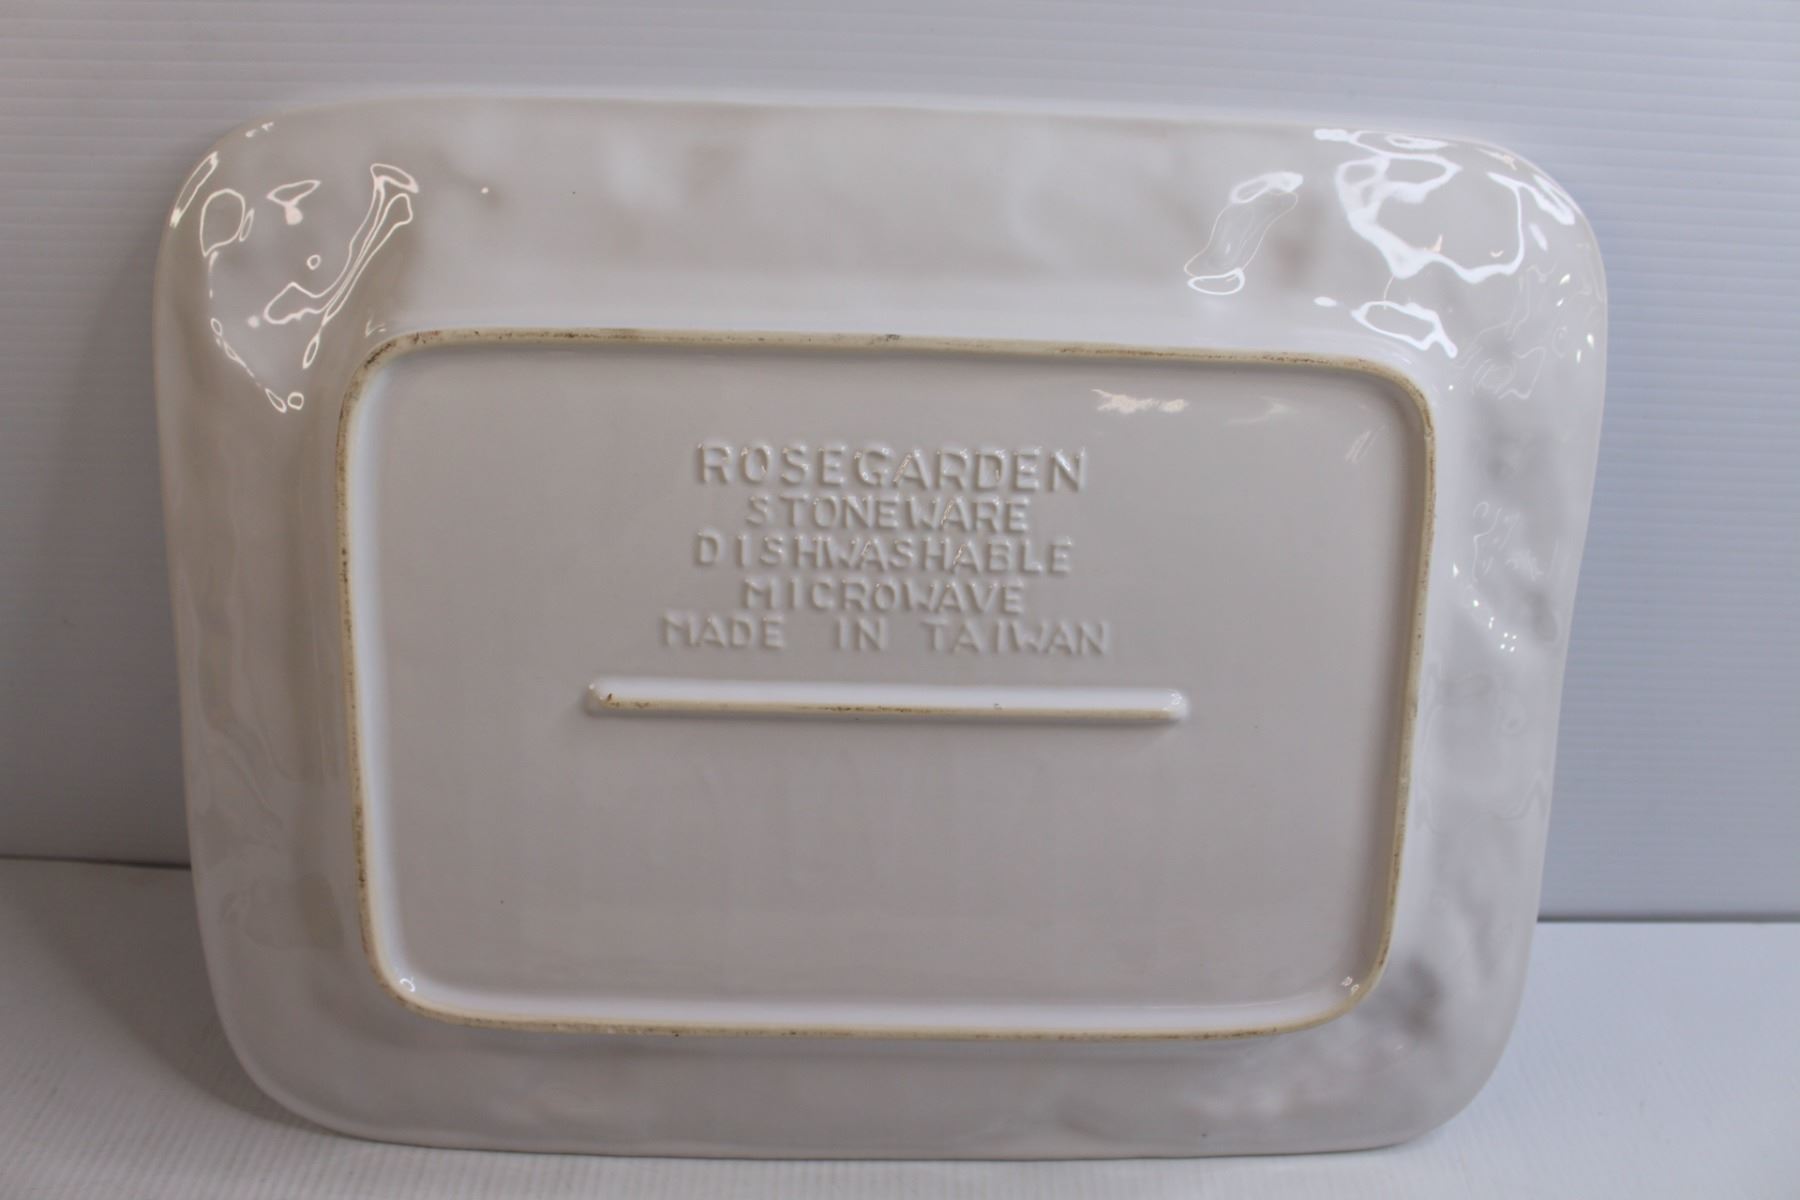 ROSEGARDEN
STONEWARE
DISHWASHABLE
MICROWAVE
MADE IN TAIWAN